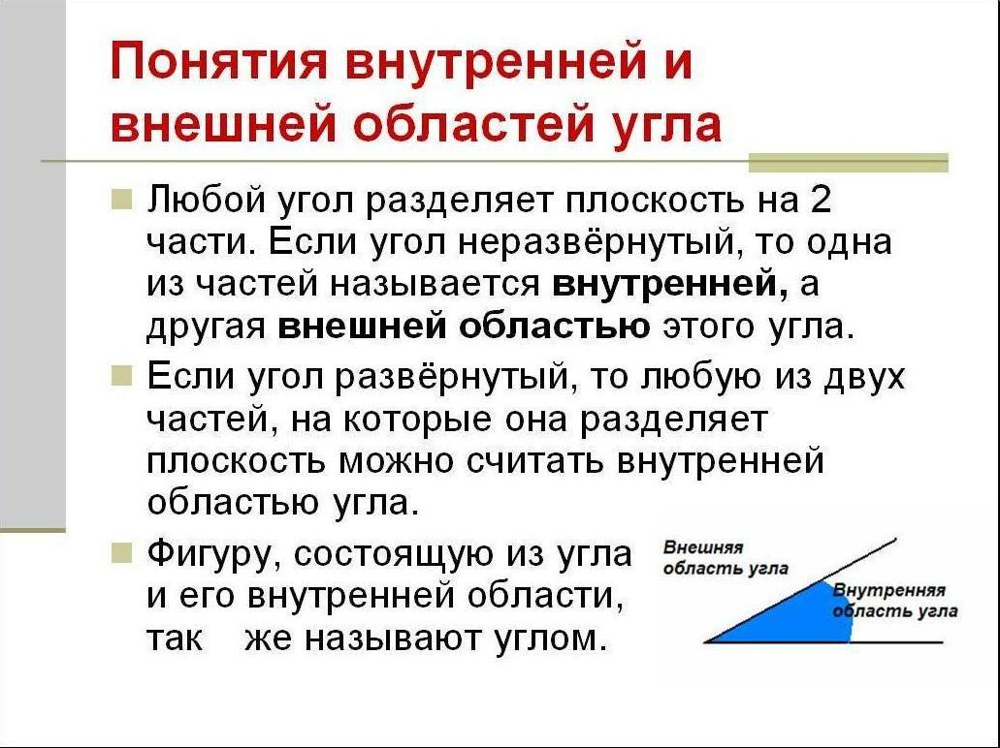 Понятия внутренней и
внешней областей угла
Любой угол разделяет плоскость на 2
части. Если угол неразвёрнутый, то одна
из частей называется внутренней, а
другая внешней областью этого угла.
Если угол развёрнутый, то любую из двух
частей, на которые она разделяет
плоскость можно считать внутренней
областью угла.
Фигуру, состоящую из угла
и его внутренней области,
так же называют углом.
Внешняя
область угла
Внутренняя
область угла